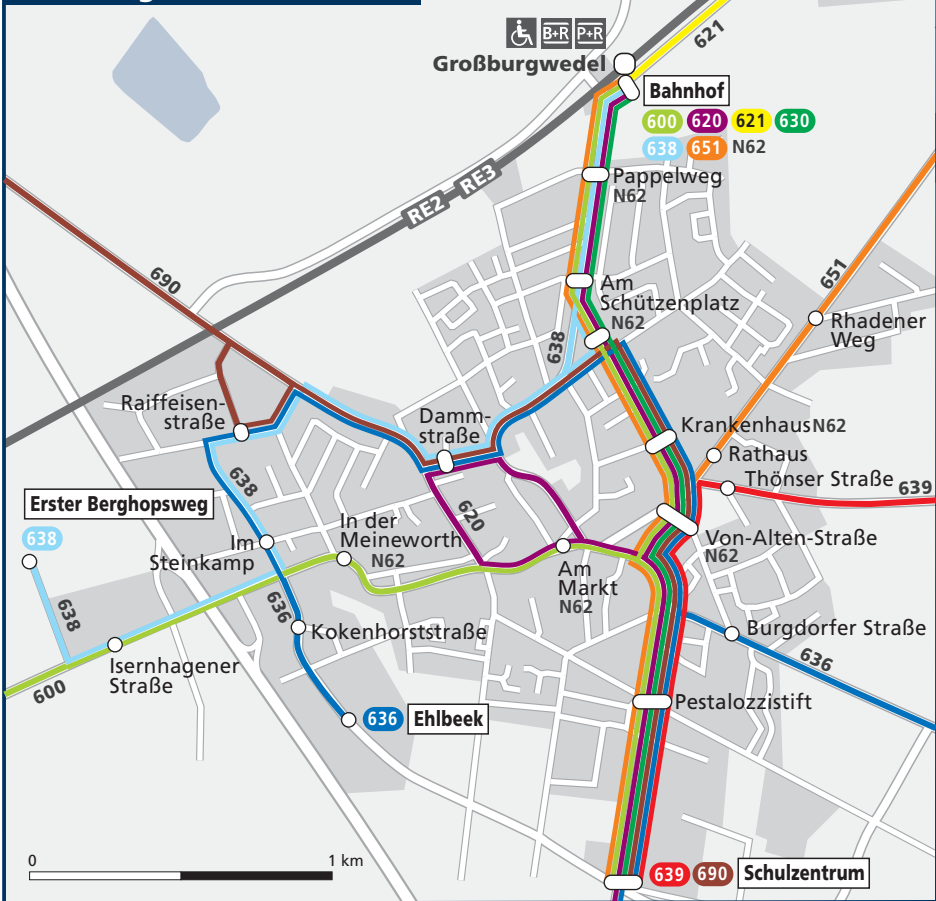 621
B+R P+R
Großburgwedel
Bahnhof
600 620 621 630
638 651 N62
Pappelweg
N62
RE2 RE3
690
651
Am
Schützenplatz
N62
638
Rhadener
Weg
Raiffeisen-
straße
Damm-
straße
Krankenhaus N62
Rathaus
Thönser Straße
639
638
Erster Berghopsweg
638
620
In der
Meineworth
N62
Im
Steinkamp
Von-Alten-Straße
N62
Am
Markt
N62
638
636
Kokenhorststraße
Burgdorfer Straße
636
Isernhagener
Straße
600
Pestalozzistift
636 Ehlbeek
0 1 km
639 690 Schulzentrum